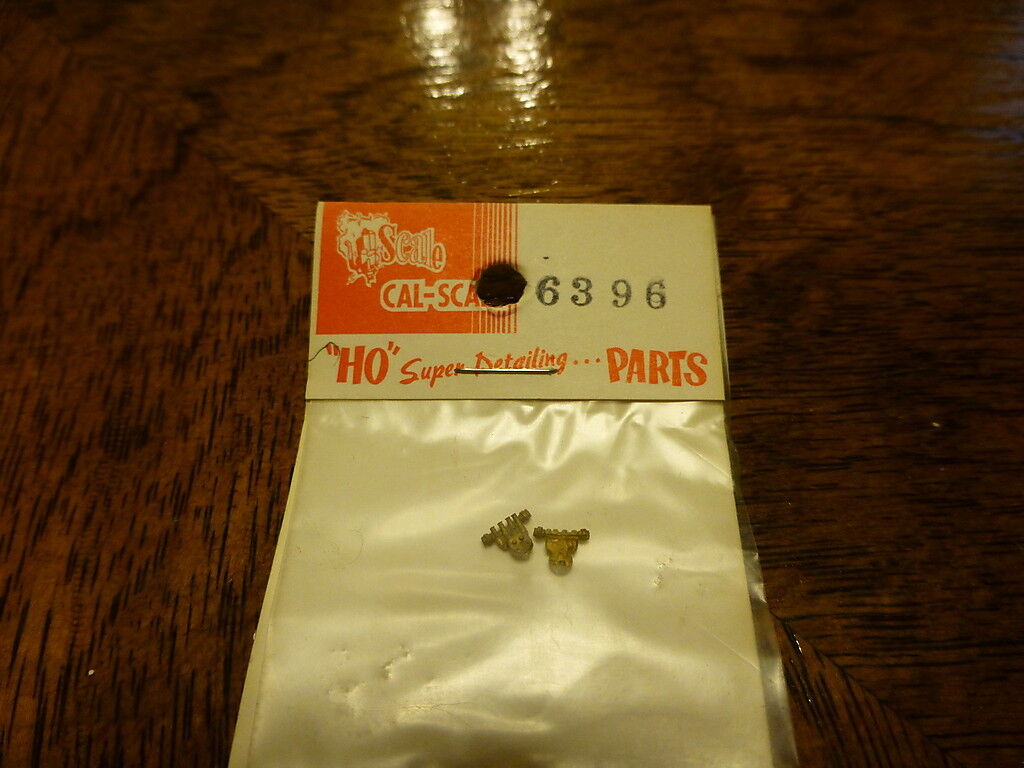 Scale
CAL-SCA 6396
"HO" Super Detailing... PARTS